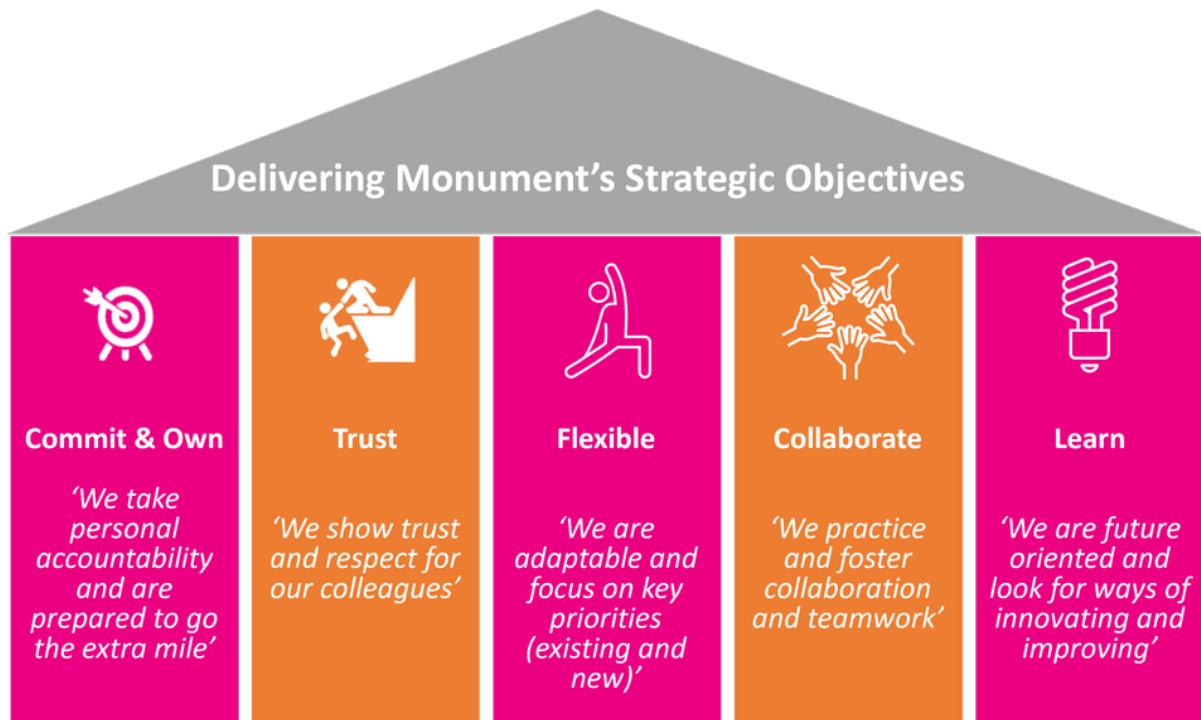 Delivering Monument’s Strategic Objectives
Commit & Own
‘We take
personal
accountability
and are
prepared to go
the extra mile’
Trust
‘We show trust
and respect for
our colleagues’
Flexible
‘We are
adaptable and
focus on key
priorities
(existing and
new)’
Collaborate
‘We practice
and foster
collaboration
and teamwork’
Learn
‘We are future
oriented and
look for ways of
innovating and
improving’